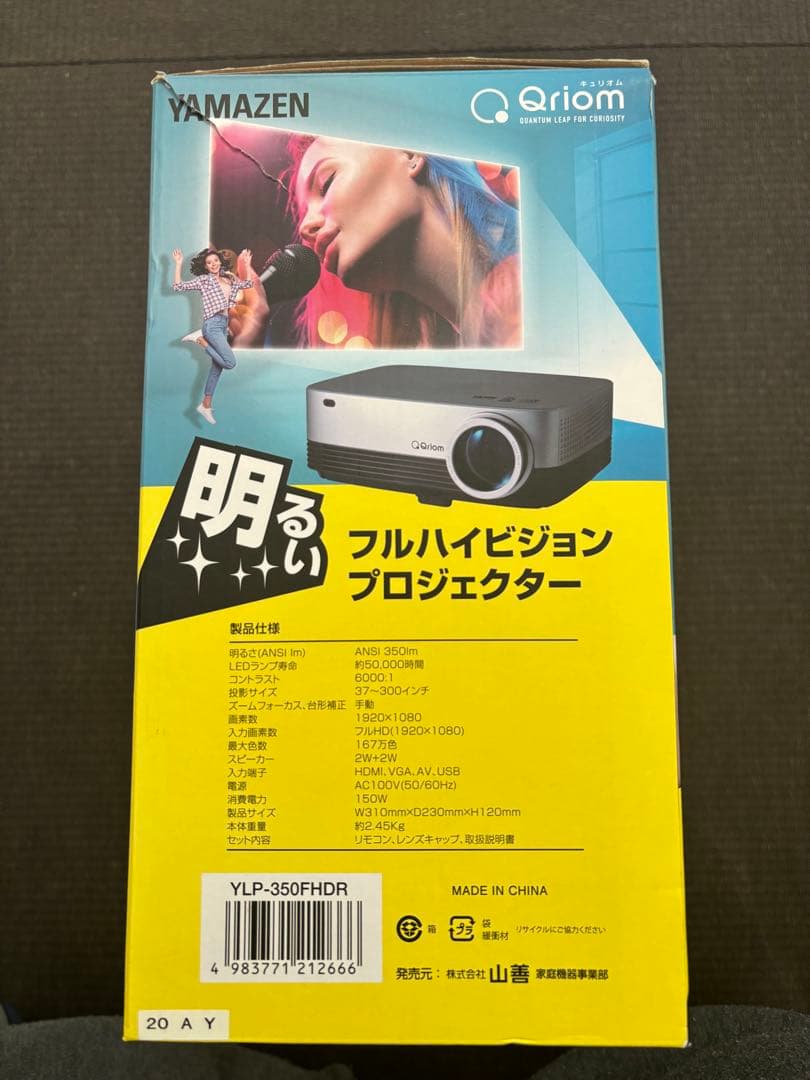 YAMAZEN
キュリオム
Qriom
QUANTUM LEAP FOR CURIOSITY
Qriom
明るい
フルハイビジョン
プロジェクター
製品仕様
明るさ(ANSI lm) ANSI 350lm
LEDランプ寿命 約50,000時間
コントラスト 6000:1
投影サイズ 37〜300インチ
ズームフォーカス、台形補正 手動
画素数 1920×1080
入力画素数 フルHD(1920×1080)
最大色数 167万色
スピーカー 2W+2W
入力端子 HDMI、VGA、AV、USB
電源 AC100V(50/60Hz)
消費電力 150W
製品サイズ W310mm×D230mm×H120mm
本体重量 約2.45Kg
セット内容 リモコン、レンズキャップ、取扱説明書
YLP-350FHDR
4 983771 212666
MADE IN CHINA
箱
プラ
袋
緩衝材
リサイクルにご協力ください
発売元：株式会社 山善 家庭機器事業部
20 A Y